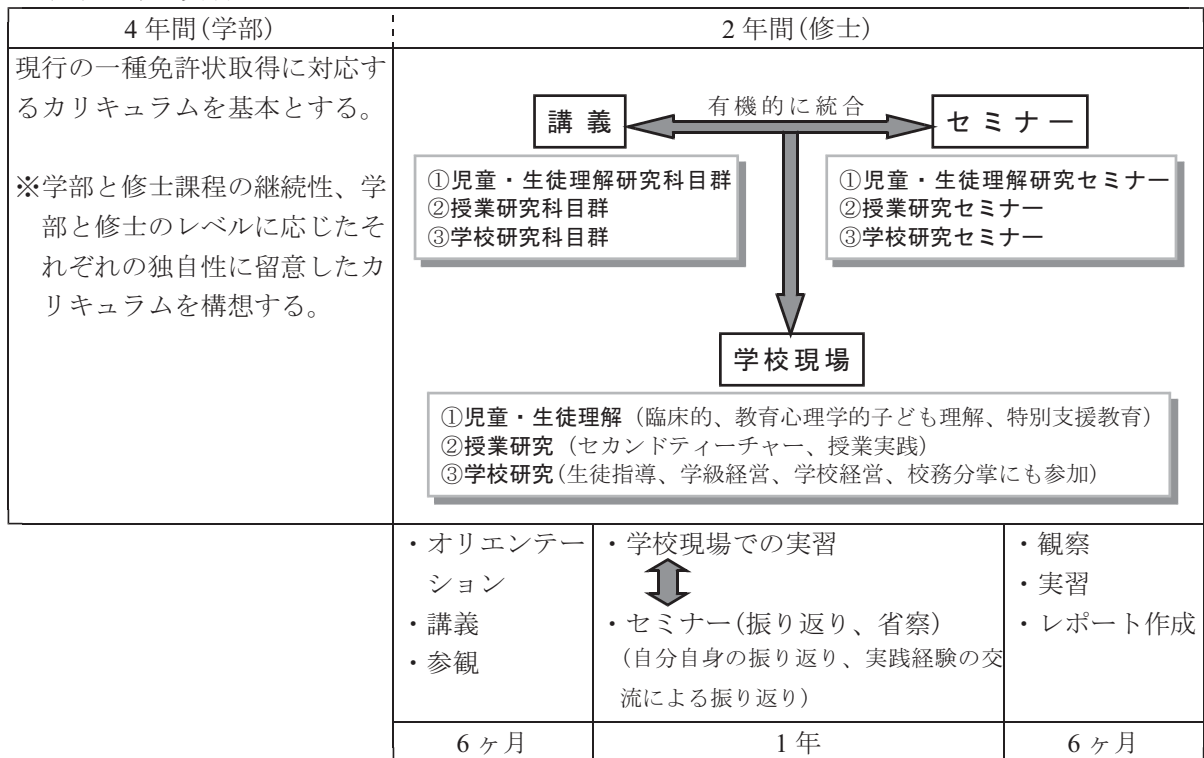 4年間(学部)
2年間(修士)
現行の一種免許状取得に対応す
るカリキュラムを基本とする。
※学部と修士課程の継続性、学
部と修士のレベルに応じたそ
れぞれの独自性に留意したカ
リキュラムを構想する。
講 義
有機的に統合
セミナー
①児童・生徒理解研究科目群
②授業研究科目群
③学校研究科目群
①児童・生徒理解研究セミナー
②授業研究セミナー
③学校研究セミナー
学校現場
①児童・生徒理解(臨床的、教育心理学的子ども理解、特別支援教育)
②授業研究(セカンドティーチャー、授業実践)
③学校研究(生徒指導、学級経営、学校経営、校務分掌にも参加)
・オリエンテー
ション
・講義
・参観
・学校現場での実習
・セミナー(振り返り、省察)
(自分自身の振り返り、実践経験の交
流による振り返り)
・観察
・実習
・レポート作成
6ヶ月
1年
6ヶ月